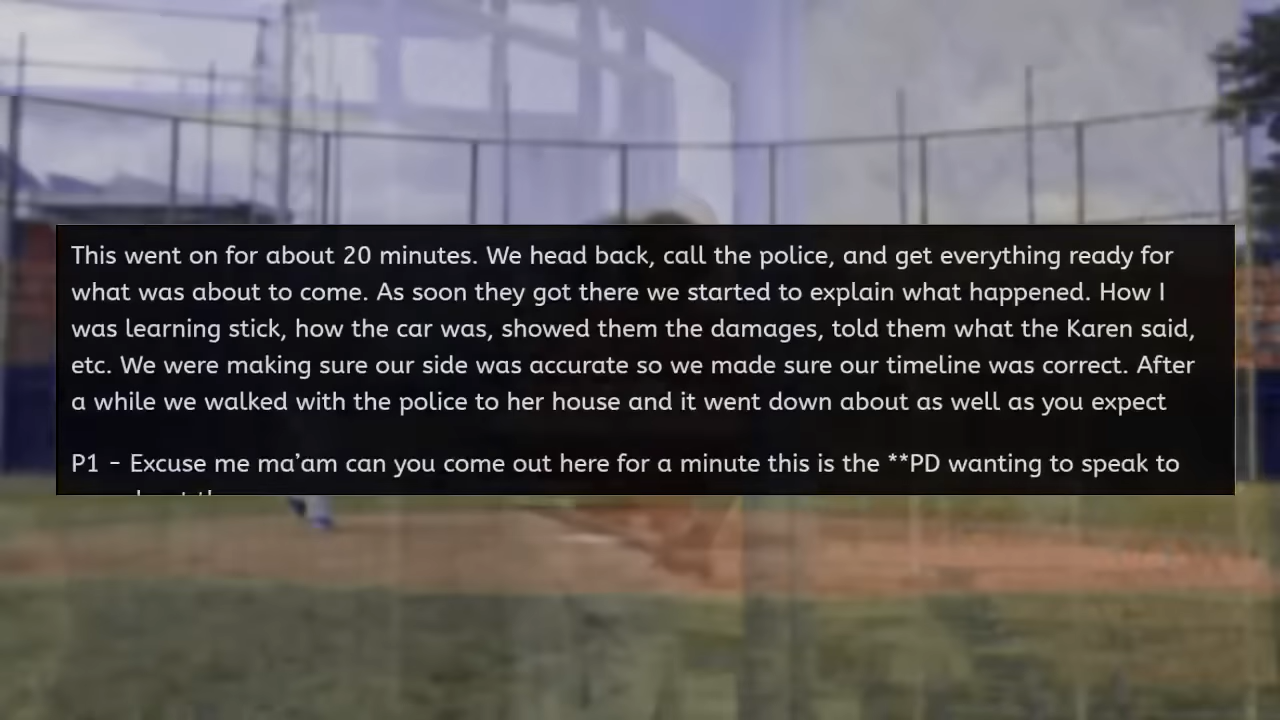 This went on for about 20 minutes. We head back, call the police, and get everything ready for
what was about to come. As soon they got there we started to explain what happened. How I
was learning stick, how the car was, showed them the damages, told them what the Karen said,
etc. We were making sure our side was accurate so we made sure our timeline was correct. After
a while we walked with the police to her house and it went down about as well as you expect
P1 - Excuse me ma’am can you come out here for a minute this is the **PD wanting to speak to